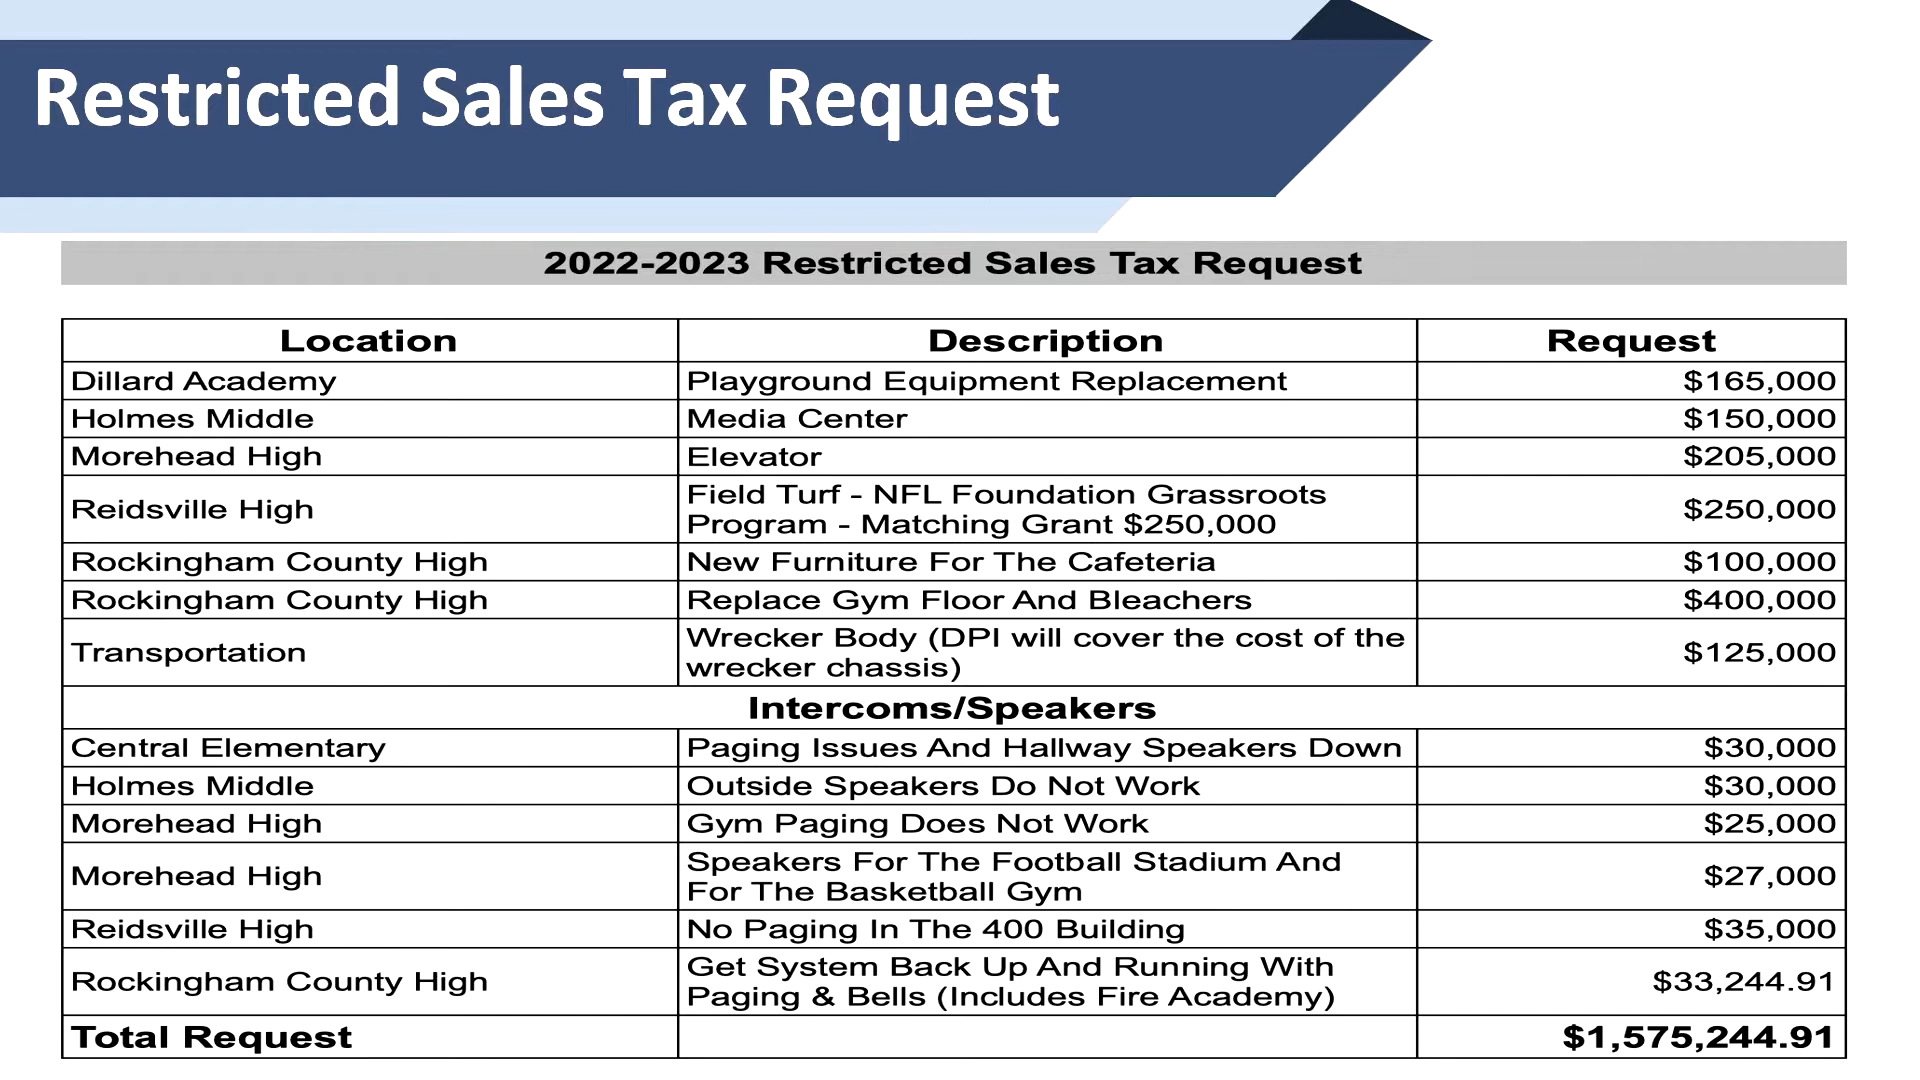 Restricted Sales Tax Request
2022-2023 Restricted Sales Tax Request
Location Description Request
Dillard Academy Playground Equipment Replacement $165,000
Holmes Middle Media Center $150,000
Morehead High Elevator $205,000
Reidsville High Field Turf - NFL Foundation Grassroots
Program - Matching Grant $250,000 $250,000
Rockingham County High New Furniture For The Cafeteria $100,000
Rockingham County High Replace Gym Floor And Bleachers $400,000
Transportation Wrecker Body (DPI will cover the cost of the
wrecker chassis) $125,000
Intercoms/Speakers
Central Elementary Paging Issues And Hallway Speakers Down $30,000
Holmes Middle Outside Speakers Do Not Work $30,000
Morehead High Gym Paging Does Not Work $25,000
Morehead High Speakers For The Football Stadium And
For The Basketball Gym $27,000
Reidsville High No Paging In The 400 Building $35,000
Rockingham County High Get System Back Up And Running With
Paging & Bells (Includes Fire Academy) $33,244.91
Total Request $1,575,244.91